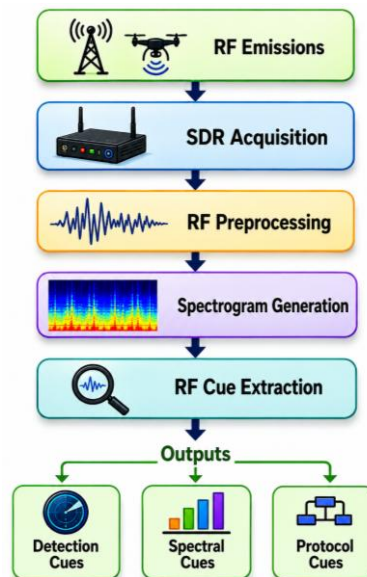 RF Emissions
SDR Acquisition
RF Preprocessing
Spectrogram Generation
RF Cue Extraction
Outputs
Detection
Cues
Spectral
Cues
Protocol
Cues